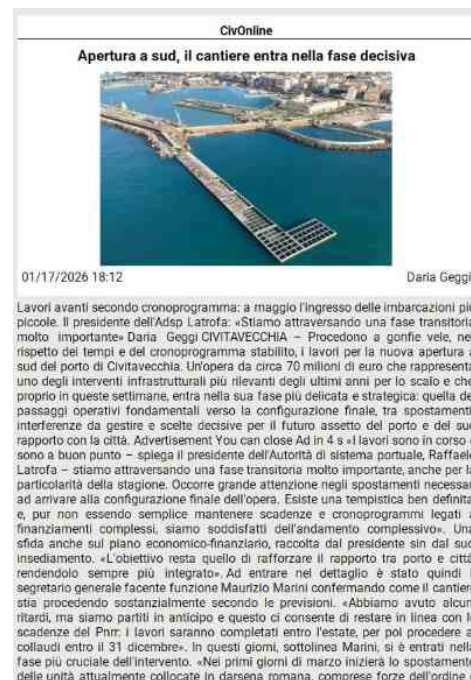 CivOnline
Apertura a sud, il cantiere entra nella fase decisiva
01/17/2026 18:12
Daria Geggi
Lavori avanti secondo cronoprogramma: a maggio l'ingresso delle imbarcazioni più
piccole. Il presidente dell'Adsp Latrofa: «Stiamo attraversando una fase transitoria
molto importante» Daria Geggi CIVITAVECCHIA – Procedono a gonfie vele, nel
rispetto dei tempi e del cronoprogramma stabilito, i lavori per la nuova apertura a
sud del porto di Civitavecchia. Un'opera da circa 70 milioni di euro che rappresenta
uno degli interventi infrastrutturali più rilevanti degli ultimi anni per lo scalo e che
proprio in queste settimane, entra nella sua fase più delicata e strategica: quella dei
passaggi operativi fondamentali verso la configurazione finale, tra spostamenti,
interferenze da gestire e scelte decisive per il futuro assetto del porto e del suo
rapporto con la città. Advertisement You can close Ad in 4 s «I lavori sono in corso e
sono a buon punto – spiega il presidente dell'Autorità di sistema portuale, Raffaele
Latrofa – stiamo attraversando una fase transitoria molto importante, anche per la
particolarità della stagione. Occorre grande attenzione negli spostamenti necessari
ad arrivare alla configurazione finale dell'opera. Esiste una tempistica ben definita
e, pur non essendo semplice mantenere scadenze e cronoprogrammi legati a
finanziamenti complessi, siamo soddisfatti dell'andamento complessivo». Una
sfida anche sul piano economico-finanziario, raccolta dal presidente sin dal suo
insediamento. «L'obiettivo resta quello di rafforzare il rapporto tra porto e città,
rendendolo sempre più integrato». Ad entrare nel dettaglio è stato quindi il
segretario generale facente funzione Maurizio Marini confermando come il cantiere
stia procedendo sostanzialmente secondo le previsioni. «Abbiamo avuto alcuni
ritardi, ma siamo partiti in anticipo e questo ci consente di restare in linea con le
scadenze del Pnrr: i lavori saranno completati entro l'estate, per poi procedere ai
collaudi entro il 31 dicembre». In questi giorni, sottolinea Marini, si è entrati nella
fase più cruciale dell'intervento. «Nei primi giorni di marzo inizierà lo spostamento
delle unità attualmente collocate in darsena romana, comprese forze dell'ordine e